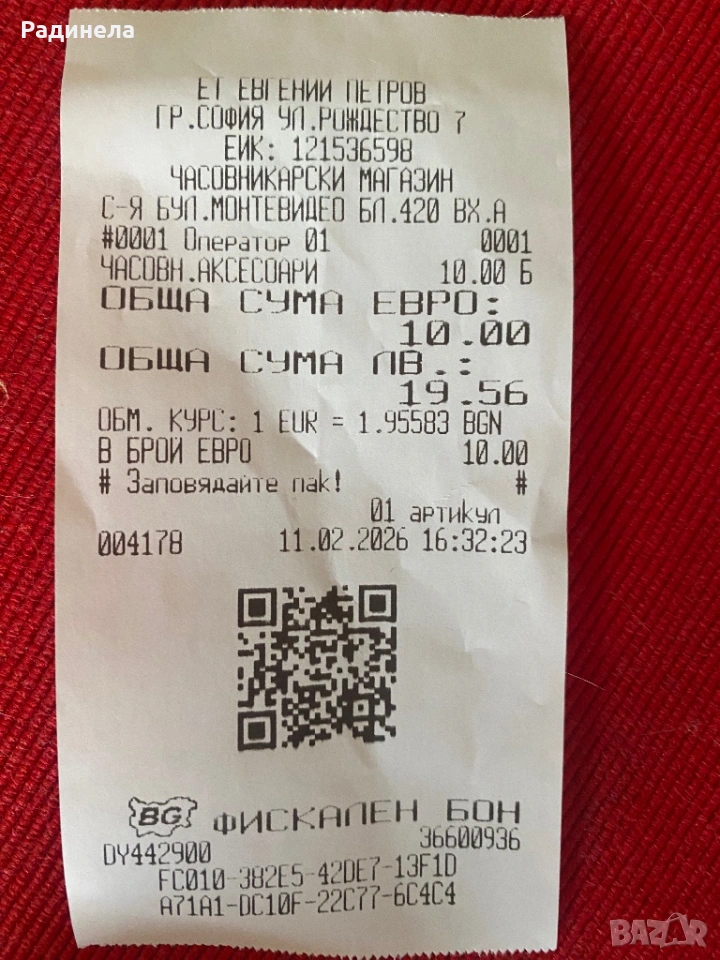 Радинела
ЕТ ЕВГЕНИИ ПЕТРОВ
ГР.СОФИЯ УЛ.РОЖДЕСТВО 7
ЕИК: 121536598
ЧАСОВНИКАРСКИ МАГАЗИН
С-Я БУЛ.МОНТЕВИДЕО БЛ.420 ВХ.А
#0001 Оператор 01 0001
ЧАСОВН.АКСЕСОАРИ 10.00 Б
ОБЩА СУМА ЕВРО:
10.00
ОБЩА СУМА ЛВ.:
19.56
ОБМ. КУРС: 1 EUR = 1.95583 BGN
В БРОЙ ЕВРО 10.00
# Заповядайте пак! #
01 артикул
004178 11.02.2026 16:32:23
BG ФИСКАЛЕН БОН
DY442900 36600936
FC010-382E5-42DE7-13F1D
A71A1-DC10F-22C77-6C4C4
BAZAR